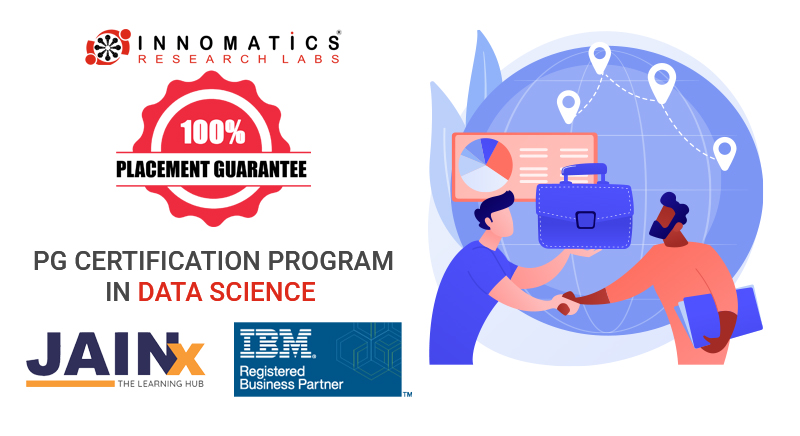 INNOMATICS®
RESEARCH LABS
100%
PLACEMENT GUARANTEE
PG CERTIFICATION PROGRAM
IN DATA SCIENCE
JAINx
THE LEARNING HUB
IBM®
Registered
Business Partner
TM